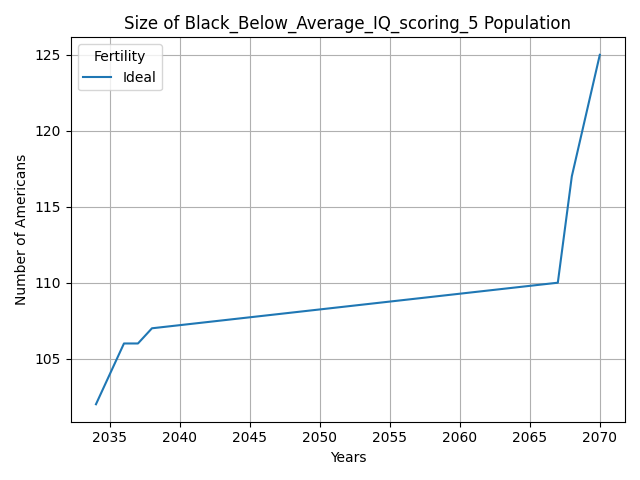 Size of Black_Below_Average_IQ_scoring_5 Population
Fertility
Ideal
125
120
115
110
105
Number of Americans
2035 2040 2045 2050 2055 2060 2065 2070
Years